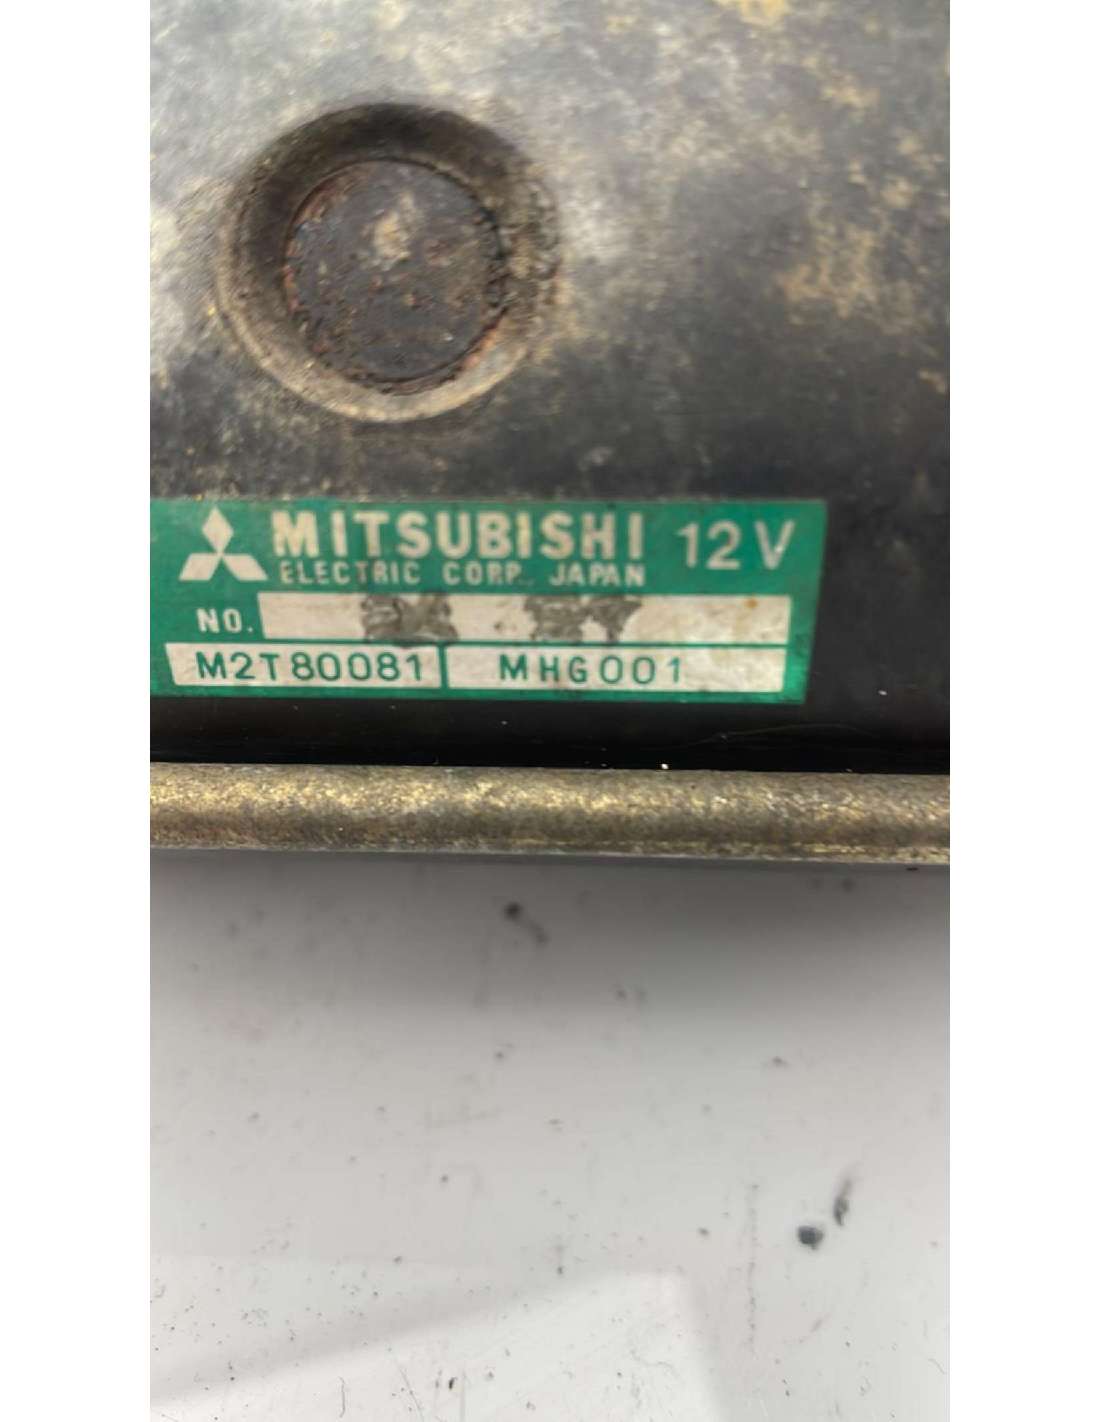 MITSUBISHI 12V
ELECTRIC CORP. JAPAN
NO.
M2T80081 MHG001